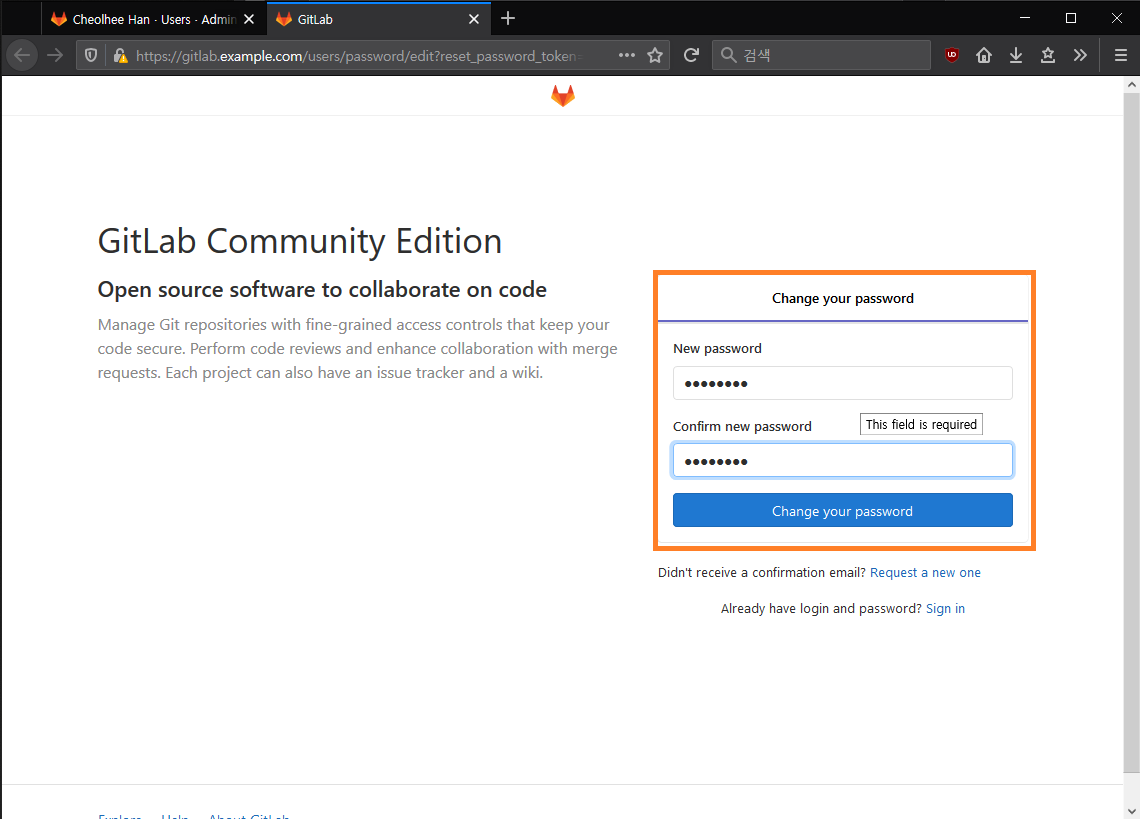 Cheolhee Han · Users · Admin
GitLab
https://gitlab.example.com/users/password/edit?reset_password_token=
검색
GitLab Community Edition
Open source software to collaborate on code
Manage Git repositories with fine-grained access controls that keep your
code secure. Perform code reviews and enhance collaboration with merge
requests. Each project can also have an issue tracker and a wiki.
Change your password
New password
Confirm new password
This field is required
Change your password
Didn't receive a confirmation email? Request a new one
Already have login and password? Sign in
Explore Help About GitLab